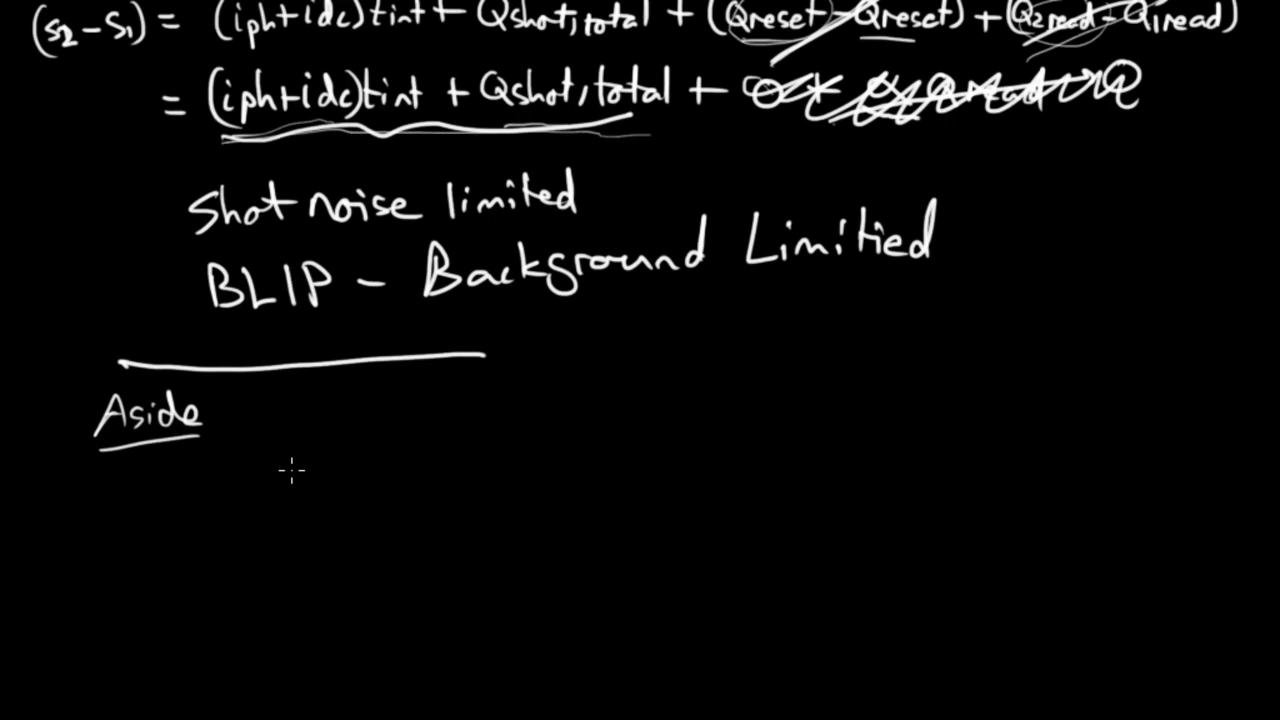 (s2-s1) = (iph+idc)tint + Qshot,total + (Qreset - Qreset) + (Q2read - Q1read)
= (iph+idc)tint + Qshot,total +
Shot noise limited
BLIP - Background Limitied
Aside